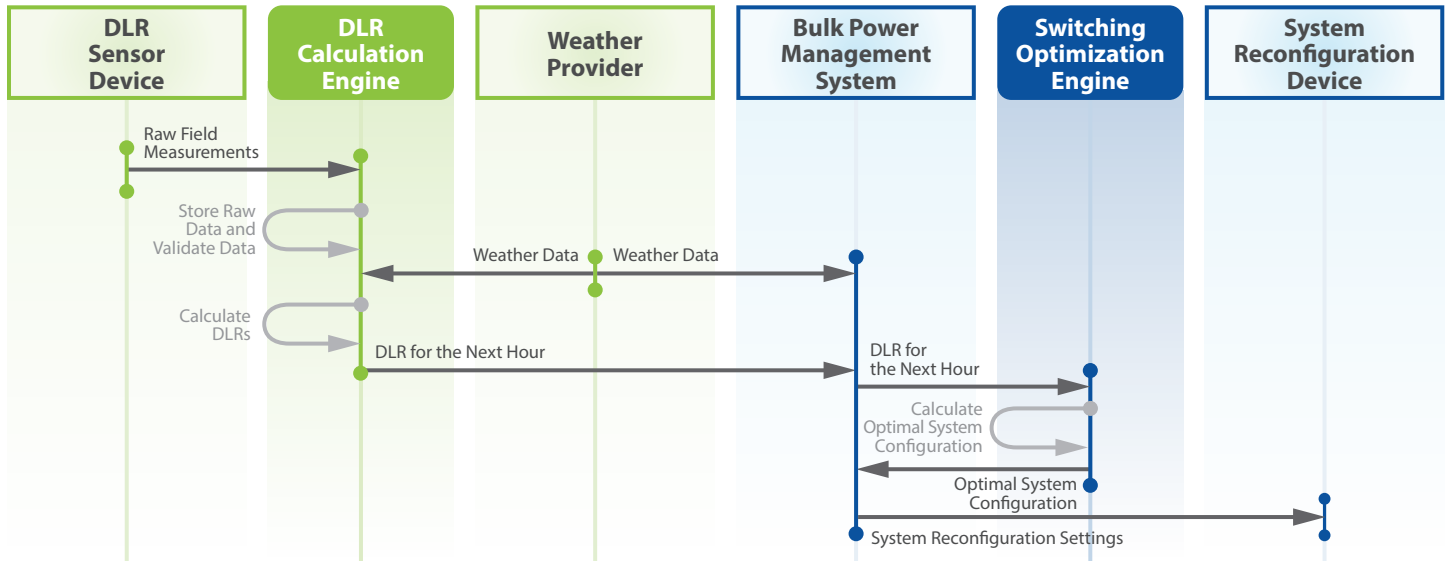 DLR
Sensor
Device
DLR
Calculation
Engine
Weather
Provider
Bulk Power
Management
System
Switching
Optimization
Engine
System
Reconfiguration
Device
Raw Field
Measurements
Store Raw
Data and
Validate Data
Weather Data
Weather Data
Calculate
DLRs
DLR for the Next Hour
DLR for
the Next Hour
Calculate
Optimal System
Configuration
Optimal System
Configuration
System Reconfiguration Settings